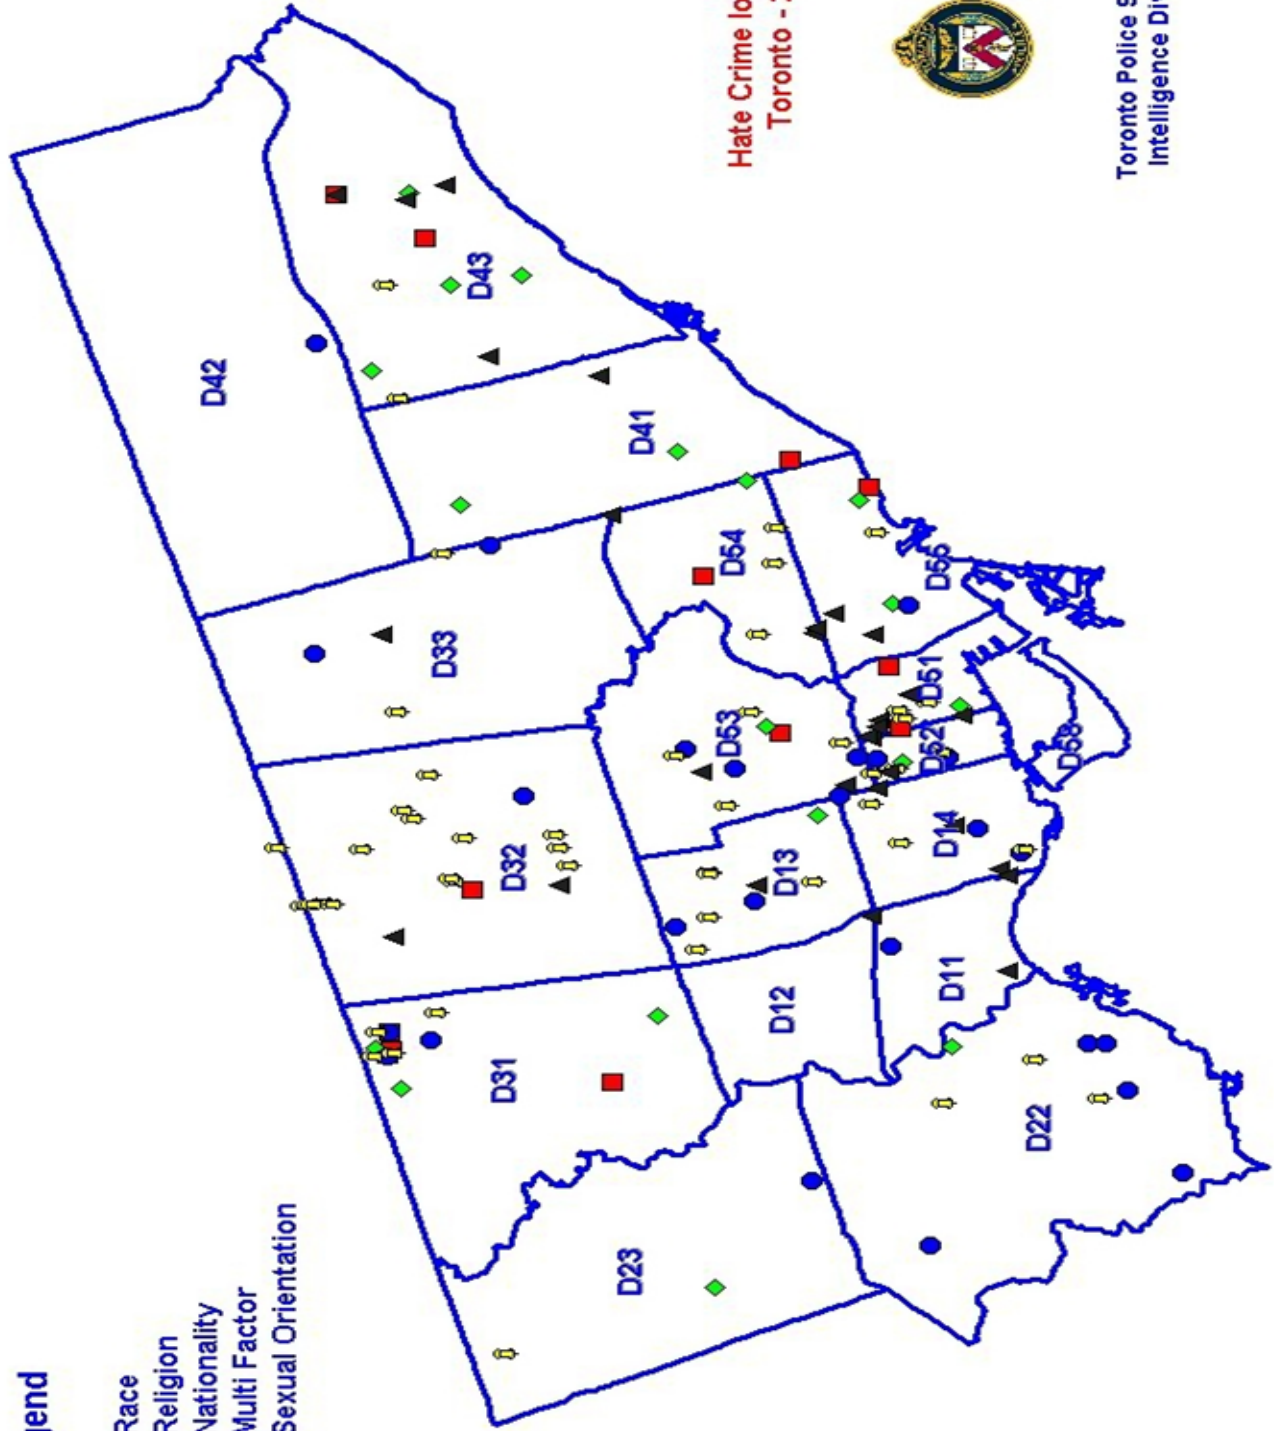 gend
Race
Religion
Nationality
Multi Factor
Sexual Orientation
D42
D43
D41
D33
D54
D55
D32
D53
D51
D52
D58
D31
D13
D14
D12
D11
D23
D22
Hate Crime lo
Toronto -
Toronto Police S
Intelligence Di